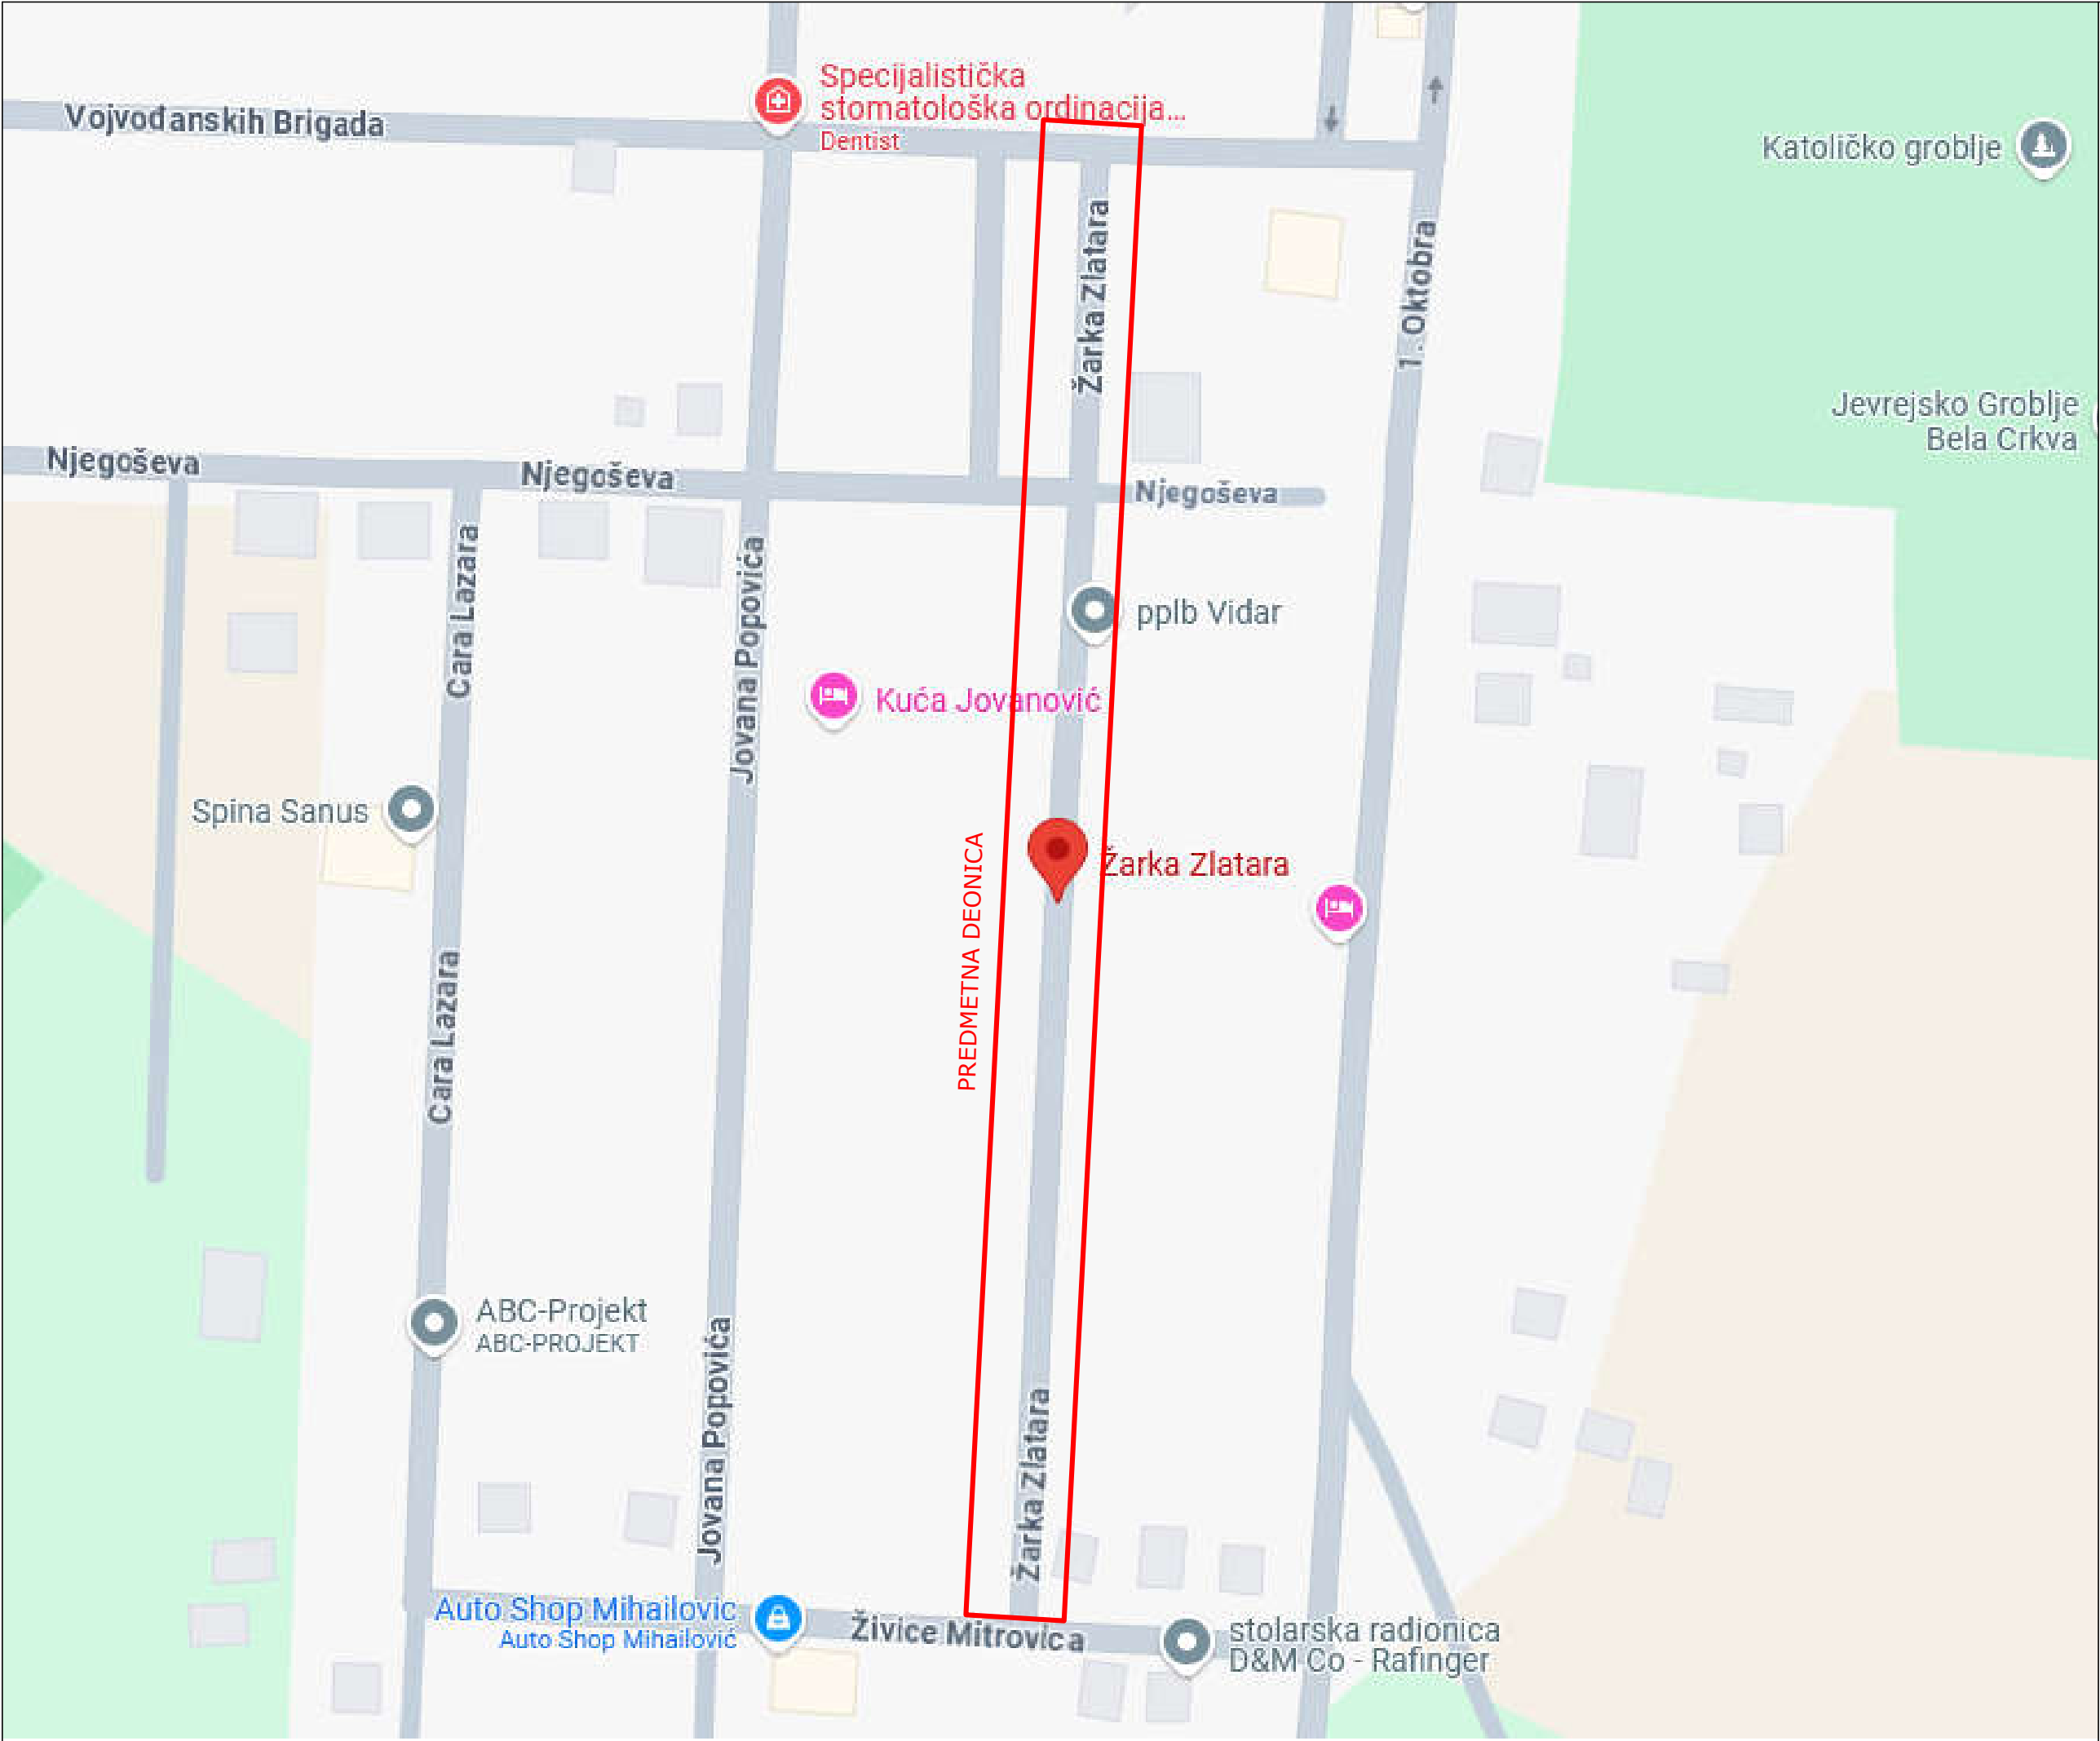 Specijalistička
stomatološka ordinacija...
Dentist
Vojvođanskih Brigada
Katoličko groblje
Žarka Zlatara
1. Oktobra
Jevrejsko Groblje
Bela Crkva
Njegoševa
Njegoševa
Njegoševa
Cara Lazara
Jovana Popovića
pplb Vidar
Kuća Jovanović
Spina Sanus
Žarka Zlatara
PREDMETNA DEONICA
Cara Lazara
ABC-Projekt
ABC-PROJEKT
Jovana Popovića
Žarka Zlatara
Auto Shop Mihailovic
Auto Shop Mihailović
Živice Mitrovica
stolarska radionica
D&M Co - Rafinger